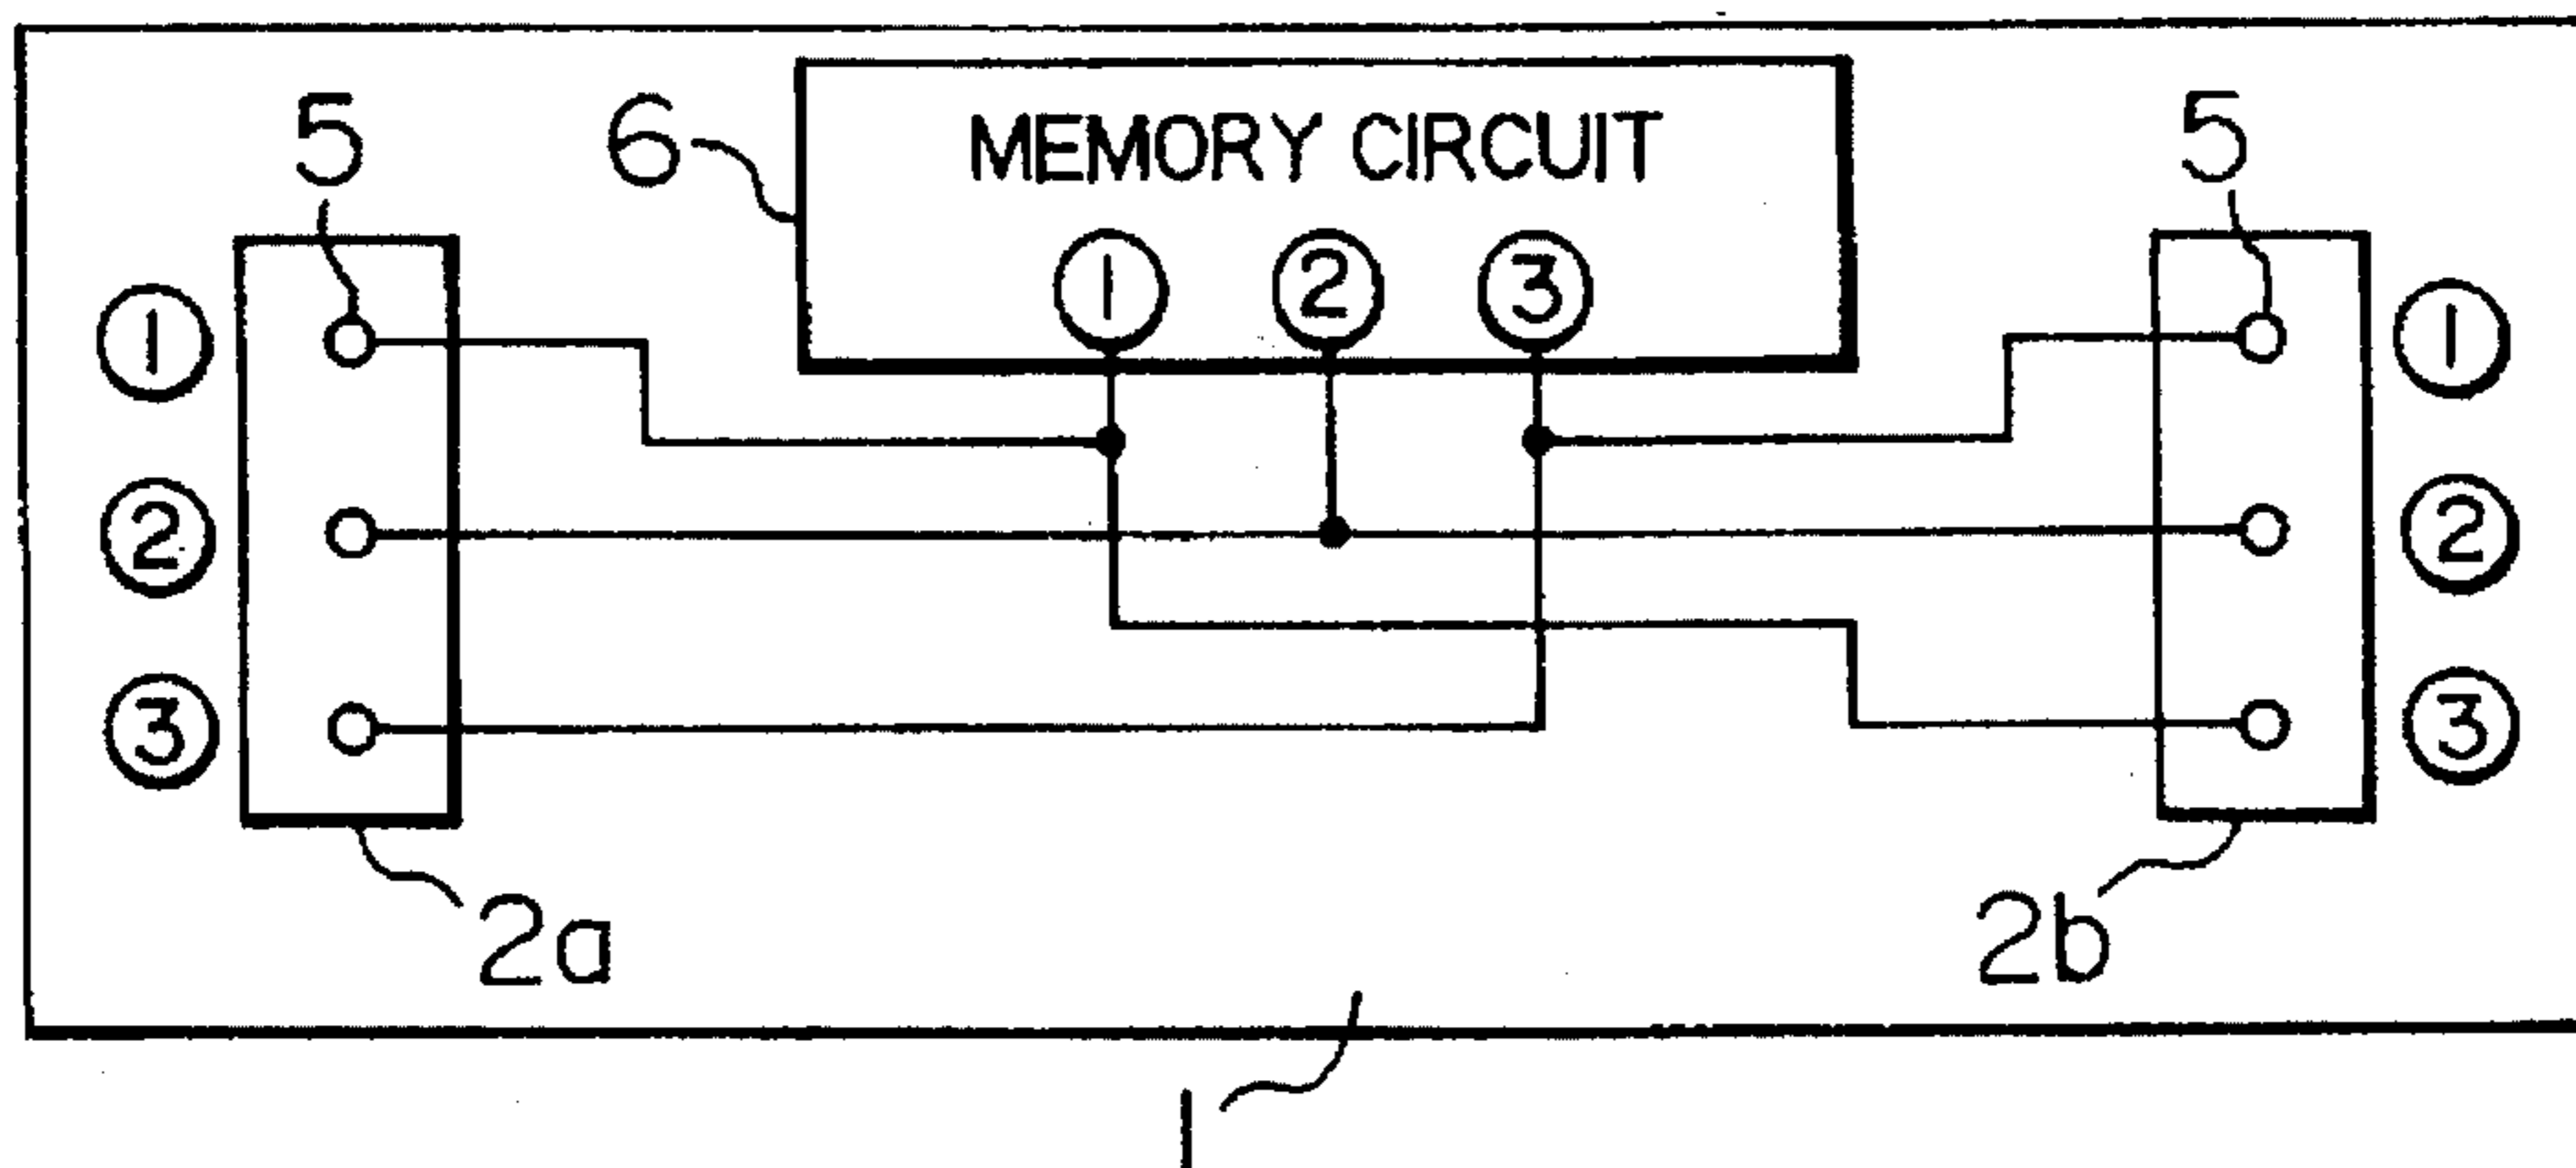 5 6 MEMORY CIRCUIT 5
① ② ③
① ①
② ②
③ ③
2a 2b
1